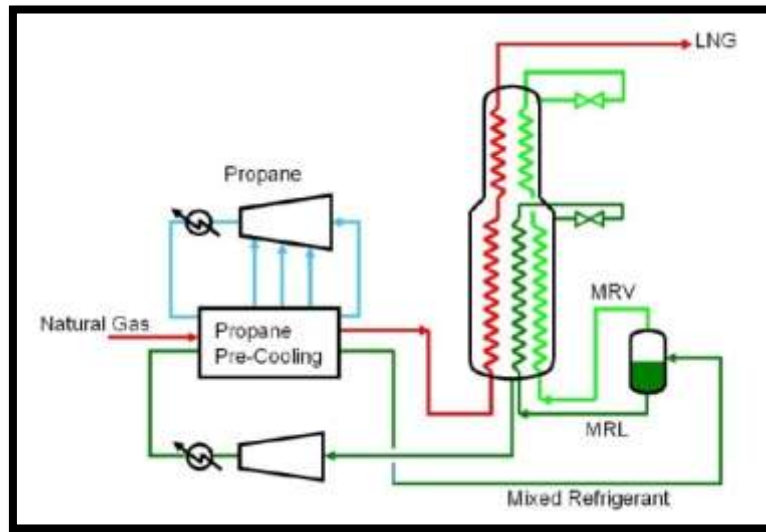 LNG
Propane
MRV
Natural Gas
Propane
Pre-Cooling
MRL
Mixed Refrigerant